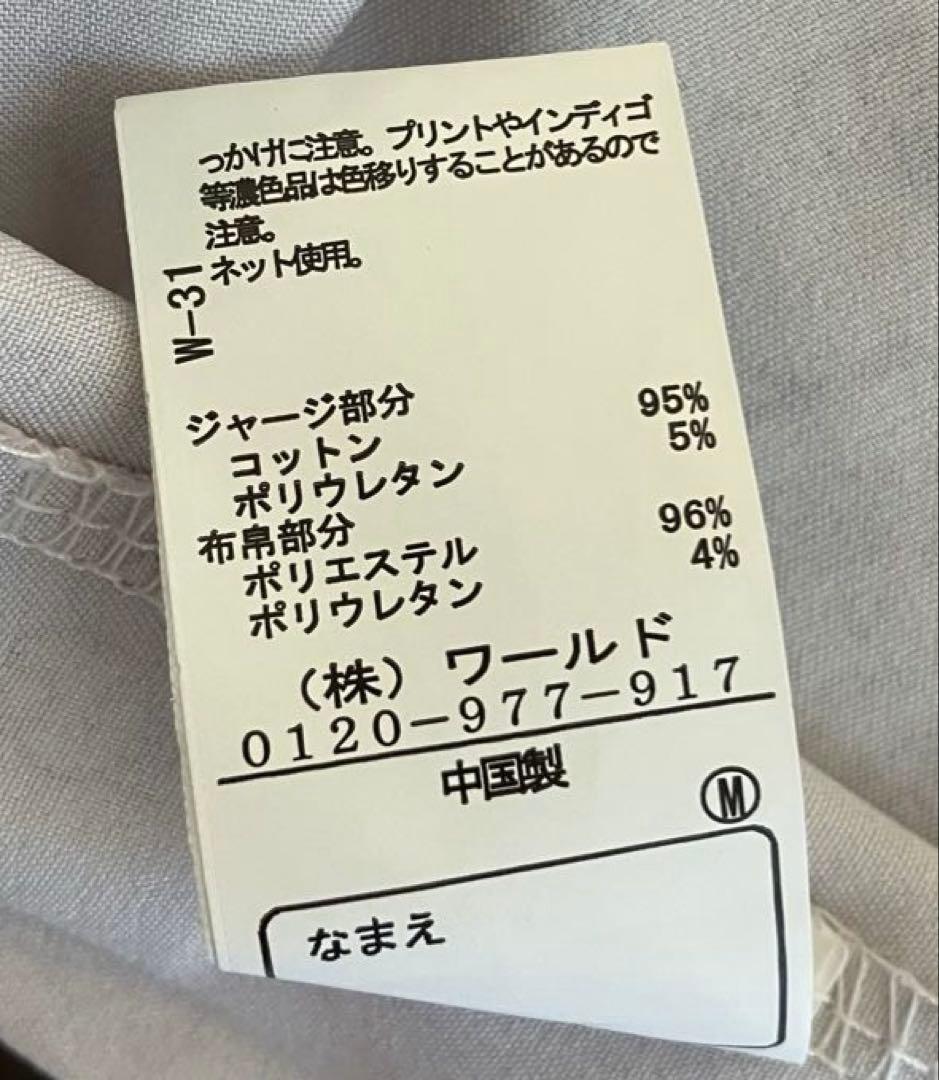 っかけに注意。プリントやインディゴ
等濃色品は色移りすることがあるので
注意。
ネット使用。
W-31
ジャージ部分
コットン 95%
ポリウレタン 5%
布帛部分
ポリエステル 96%
ポリウレタン 4%
(株) ワールド
0120-977-917
中国製
Ⓜ
なまえ